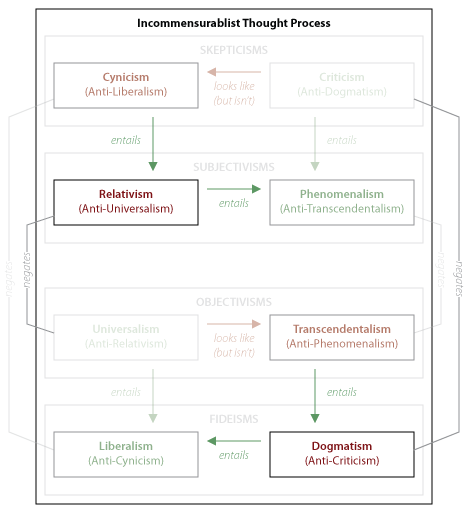 Incommensurablist Thought Process
SKEPTICISMS
Cynicism
(Anti-Liberalism)
looks like
(but isn't)
Criticism
(Anti-Dogmatism)
entails
entails
SUBJECTIVISMS
Relativism
(Anti-Universalism)
entails
Phenomenalism
(Anti-Transcendentalism)
negates
negates
negates
negates
OBJECTIVISMS
Universalism
(Anti-Relativism)
looks like
(but isn't)
Transcendentalism
(Anti-Phenomenalism)
entails
entails
FIDEISMS
Liberalism
(Anti-Cynicism)
entails
Dogmatism
(Anti-Criticism)